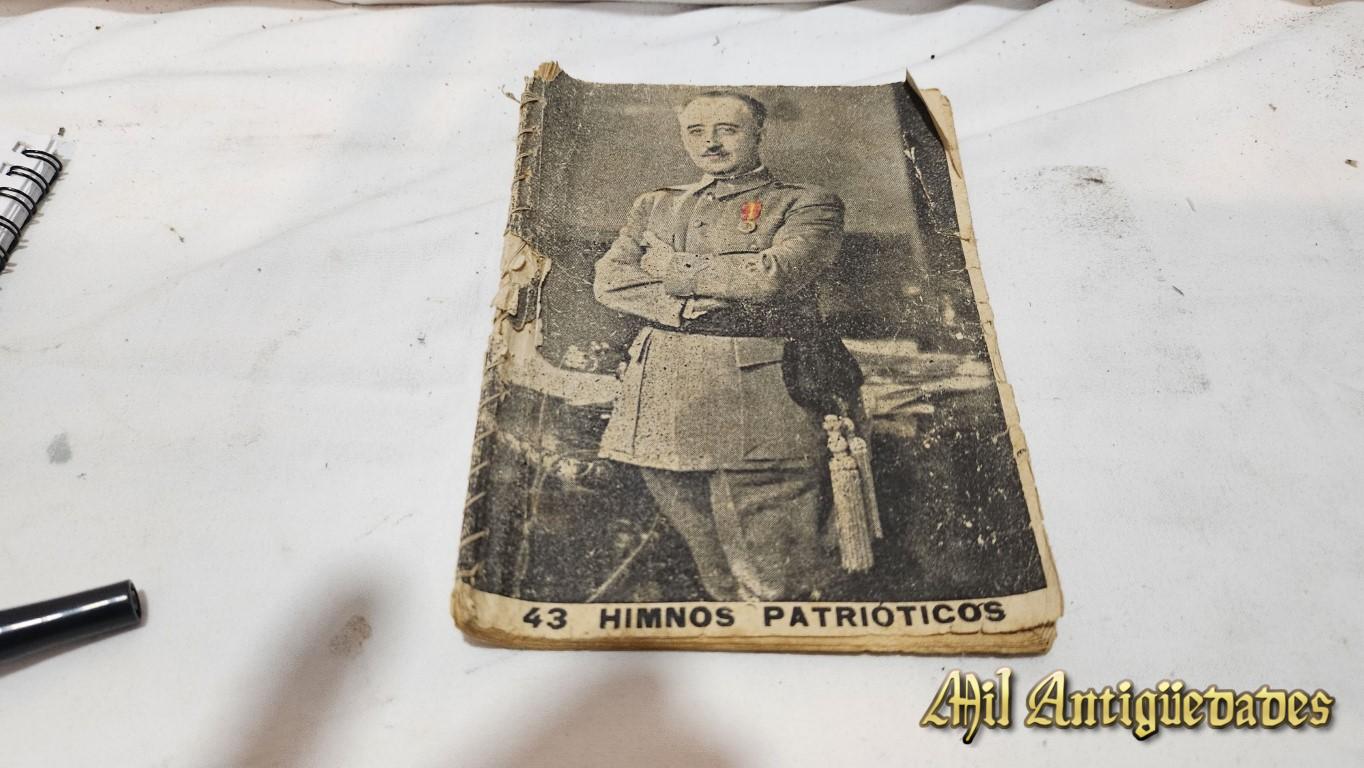 43 HIMNOS PATRIÓTICOS
Mil Antigüedades